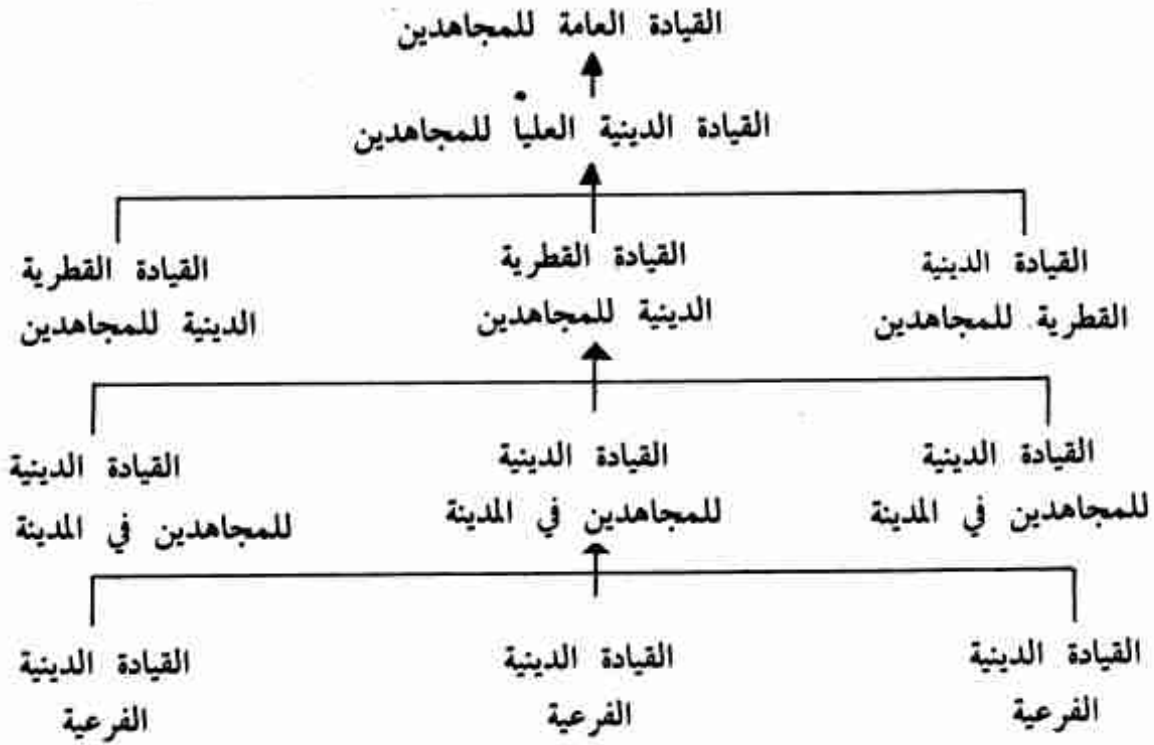 القيادة العامة للمجاهدين
القيادة الدينية العليا للمجاهدين
القيادة الدينية
القطرية للمجاهدين
القيادة القطرية
الدينية للمجاهدين
القيادة القطرية
الدينية للمجاهدين
القيادة الدينية
للمجاهدين في المدينة
القيادة الدينية
للمجاهدين في المدينة
القيادة الدينية
للمجاهدين في المدينة
القيادة الدينية
الفرعية
القيادة الدينية
الفرعية
القيادة الدينية
الفرعية